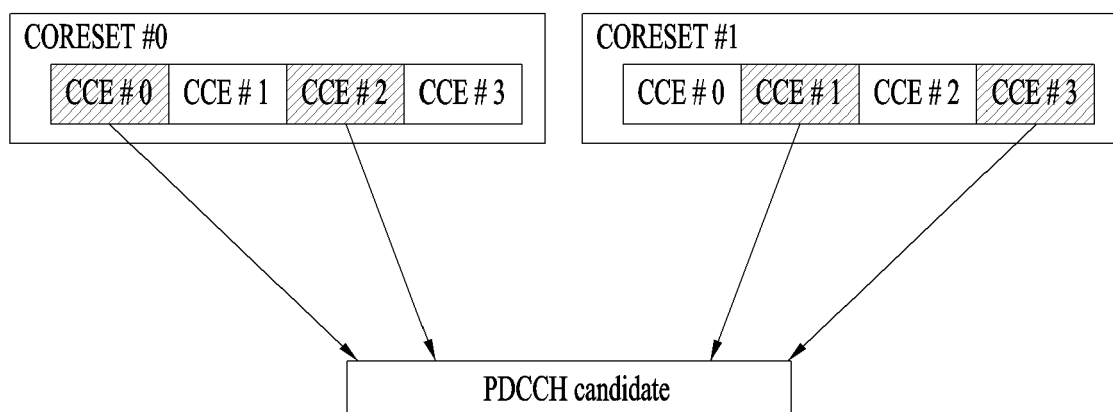 CORESET #0
CCE # 0 CCE # 1 CCE # 2 CCE # 3
CORESET #1
CCE # 0 CCE # 1 CCE # 2 CCE # 3
PDCCH candidate